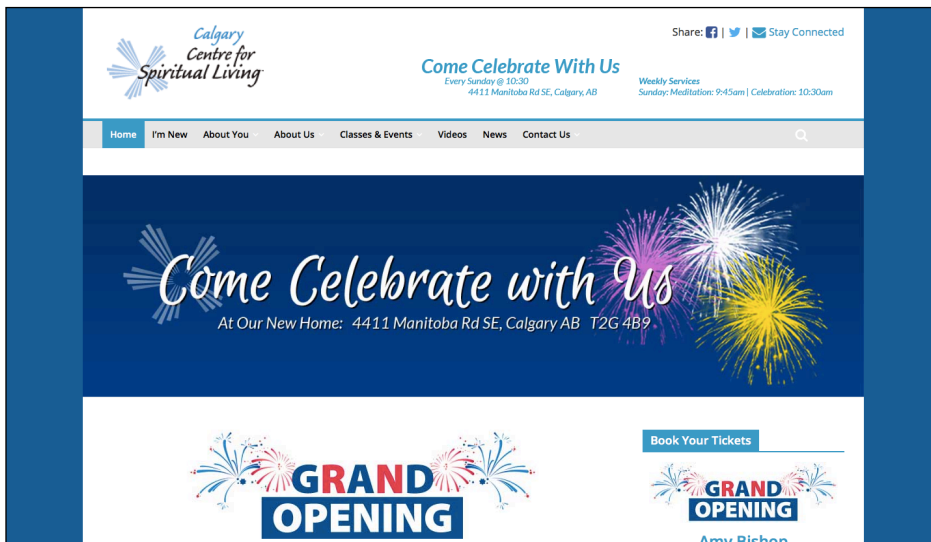 Calgary
Centre for
Spiritual Living
Share: | | Stay Connected
Come Celebrate With Us
Every Sunday @ 10:30
4411 Manitoba Rd SE, Calgary, AB
Weekly Services
Sunday: Meditation: 9:45am | Celebration: 10:30am
Home I'm New About You About Us Classes & Events Videos News Contact Us
Come Celebrate with Us
At Our New Home: 4411 Manitoba Rd SE, Calgary AB T2G 4B9
GRAND
OPENING
Book Your Tickets
GRAND
OPENING
Amy Bishop